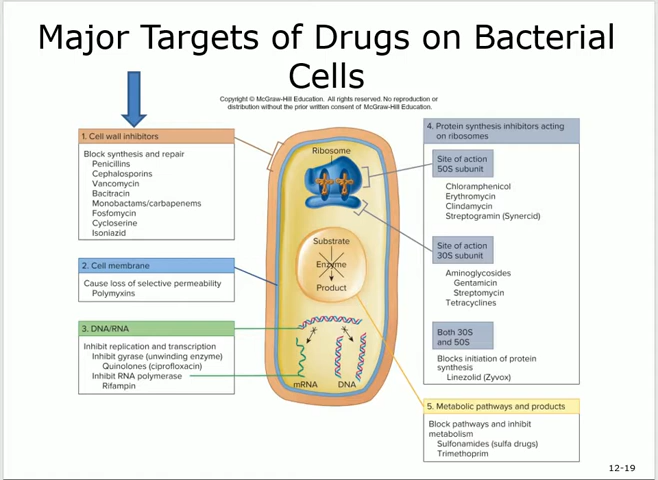 Major Targets of Drugs on Bacterial
Cells
Copyright © McGraw-Hill Education. All rights reserved. No reproduction or
distribution without the prior written consent of McGraw-Hill Education.
1. Cell wall inhibitors
Block synthesis and repair
Penicillins
Cephalosporins
Vancomycin
Bacitracin
Monobactams/carbapenems
Fosfomycin
Cycloserine
Isoniazid
2. Cell membrane
Cause loss of selective permeability
Polymyxins
3. DNA/RNA
Inhibit replication and transcription
Inhibit gyrase (unwinding enzyme)
Quinolones (ciprofloxacin)
Inhibit RNA polymerase
Rifampin
Ribosome
Substrate
Enzyme
Product
mRNA
DNA
4. Protein synthesis inhibitors acting
on ribosomes
Site of action
50S subunit
Chloramphenicol
Erythromycin
Clindamycin
Streptogramin (Synercid)
Site of action
30S subunit
Aminoglycosides
Gentamicin
Streptomycin
Tetracyclines
Both 30S
and 50S
Blocks initiation of protein
synthesis
Linezolid (Zyvox)
5. Metabolic pathways and products
Block pathways and inhibit
metabolism
Sulfonamides (sulfa drugs)
Trimethoprim
12-19